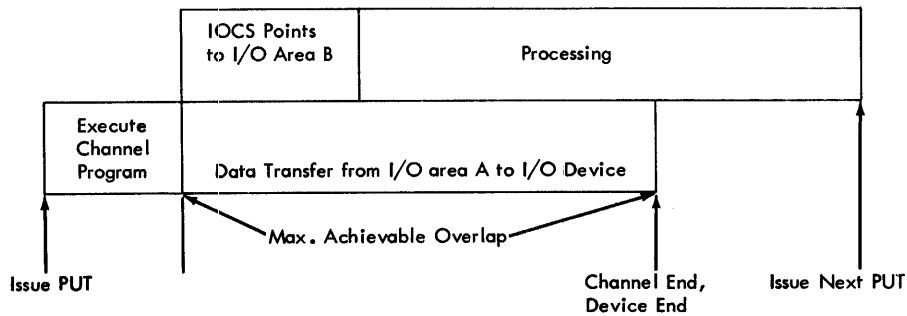 IOCS Points
to I/O Area B
Processing
Execute
Channel
Program
Data Transfer from I/O area A to I/O Device
Max. Achievable Overlap
Issue PUT
Channel End,
Device End
Issue Next PUT